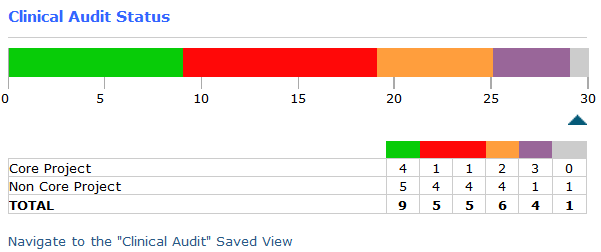 Clinical Audit Status
0 5 10 15 20 25 30
Core Project 4 1 1 2 3 0
Non Core Project 5 4 4 4 1 1
TOTAL 9 5 5 6 4 1
Navigate to the "Clinical Audit" Saved View